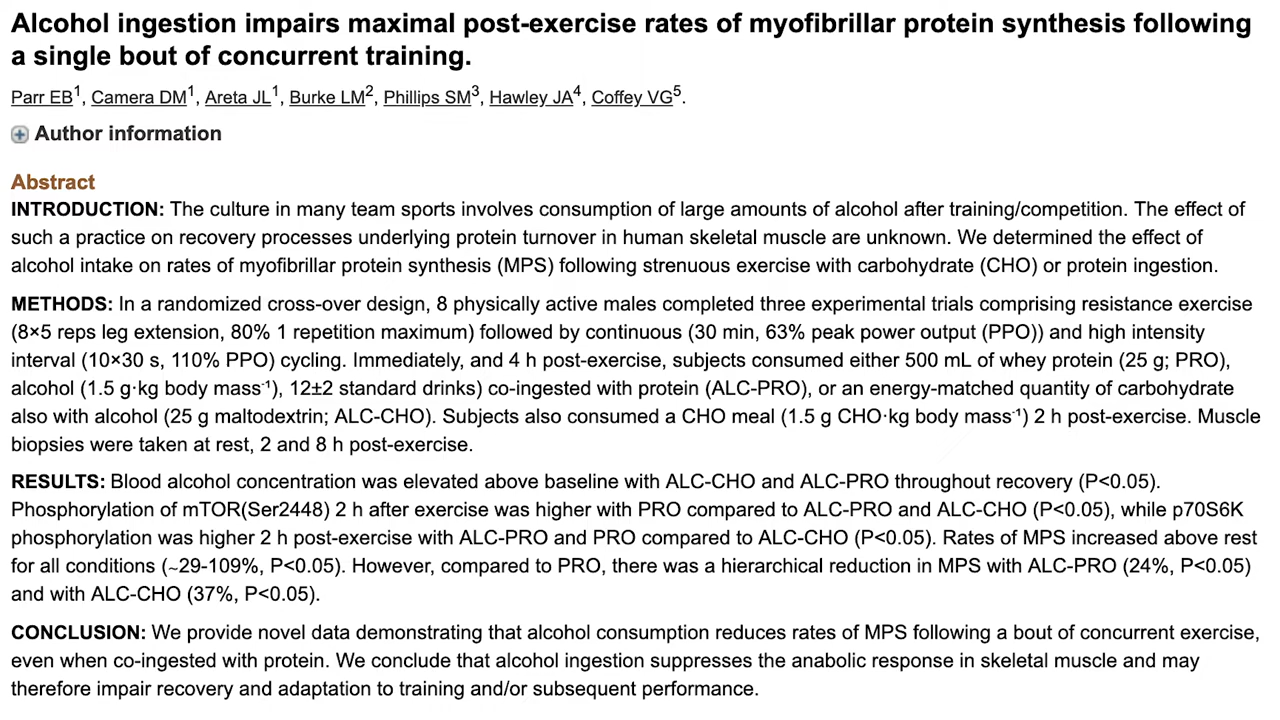 Alcohol ingestion impairs maximal post-exercise rates of myofibrillar protein synthesis following
a single bout of concurrent training.
Parr EB1, Camera DM1, Areta JL1, Burke LM2, Phillips SM3, Hawley JA4, Coffey VG5.
Author information
Abstract
INTRODUCTION: The culture in many team sports involves consumption of large amounts of alcohol after training/competition. The effect of
such a practice on recovery processes underlying protein turnover in human skeletal muscle are unknown. We determined the effect of
alcohol intake on rates of myofibrillar protein synthesis (MPS) following strenuous exercise with carbohydrate (CHO) or protein ingestion.
METHODS: In a randomized cross-over design, 8 physically active males completed three experimental trials comprising resistance exercise
(8×5 reps leg extension, 80% 1 repetition maximum) followed by continuous (30 min, 63% peak power output (PPO)) and high intensity
interval (10×30 s, 110% PPO) cycling. Immediately, and 4 h post-exercise, subjects consumed either 500 mL of whey protein (25 g; PRO),
alcohol (1.5 g·kg body mass⁻¹), 12±2 standard drinks) co-ingested with protein (ALC-PRO), or an energy-matched quantity of carbohydrate
also with alcohol (25 g maltodextrin; ALC-CHO). Subjects also consumed a CHO meal (1.5 g CHO·kg body mass⁻¹) 2 h post-exercise. Muscle
biopsies were taken at rest, 2 and 8 h post-exercise.
RESULTS: Blood alcohol concentration was elevated above baseline with ALC-CHO and ALC-PRO throughout recovery (P<0.05).
Phosphorylation of mTOR(Ser2448) 2 h after exercise was higher with PRO compared to ALC-PRO and ALC-CHO (P<0.05), while p70S6K
phosphorylation was higher 2 h post-exercise with ALC-PRO and PRO compared to ALC-CHO (P<0.05). Rates of MPS increased above rest
for all conditions (~29-109%, P<0.05). However, compared to PRO, there was a hierarchical reduction in MPS with ALC-PRO (24%, P<0.05)
and with ALC-CHO (37%, P<0.05).
CONCLUSION: We provide novel data demonstrating that alcohol consumption reduces rates of MPS following a bout of concurrent exercise,
even when co-ingested with protein. We conclude that alcohol ingestion suppresses the anabolic response in skeletal muscle and may
therefore impair recovery and adaptation to training and/or subsequent performance.